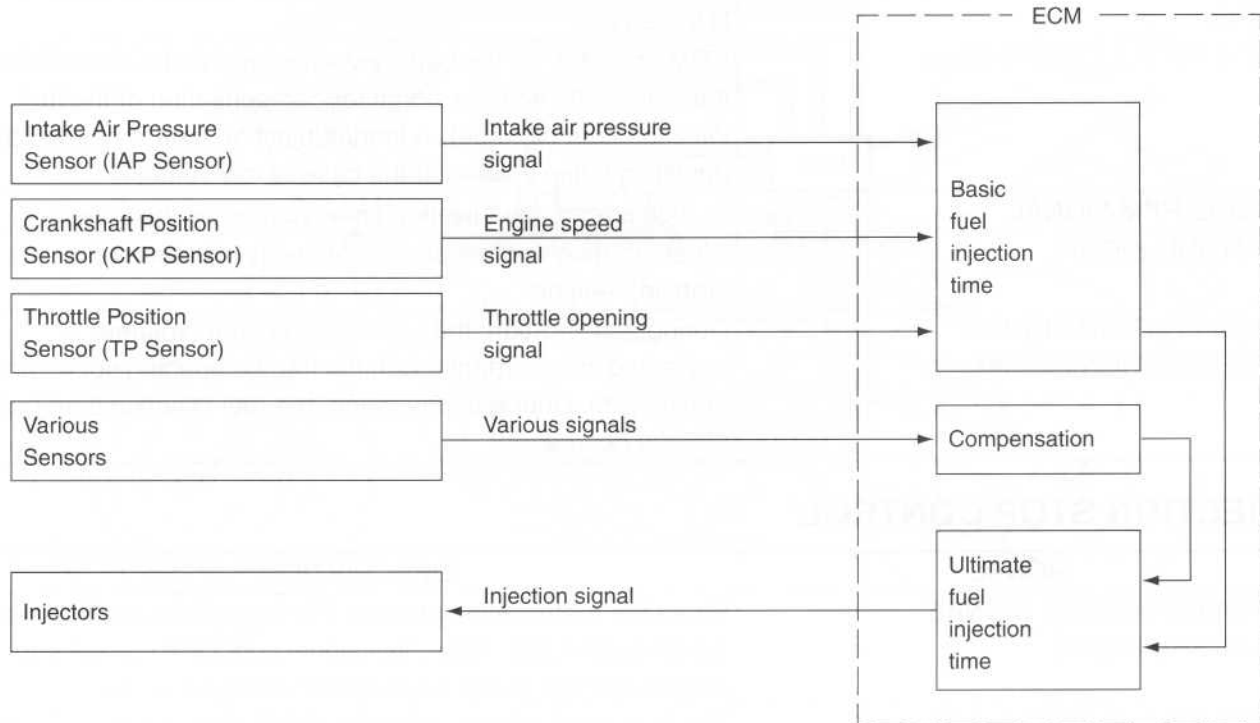 ECM
Intake Air Pressure
Sensor (IAP Sensor)
Intake air pressure
signal
Crankshaft Position
Sensor (CKP Sensor)
Engine speed
signal
Throttle Position
Sensor (TP Sensor)
Throttle opening
signal
Basic
fuel
injection
time
Various
Sensors
Various signals
Compensation
Injectors
Injection signal
Ultimate
fuel
injection
time